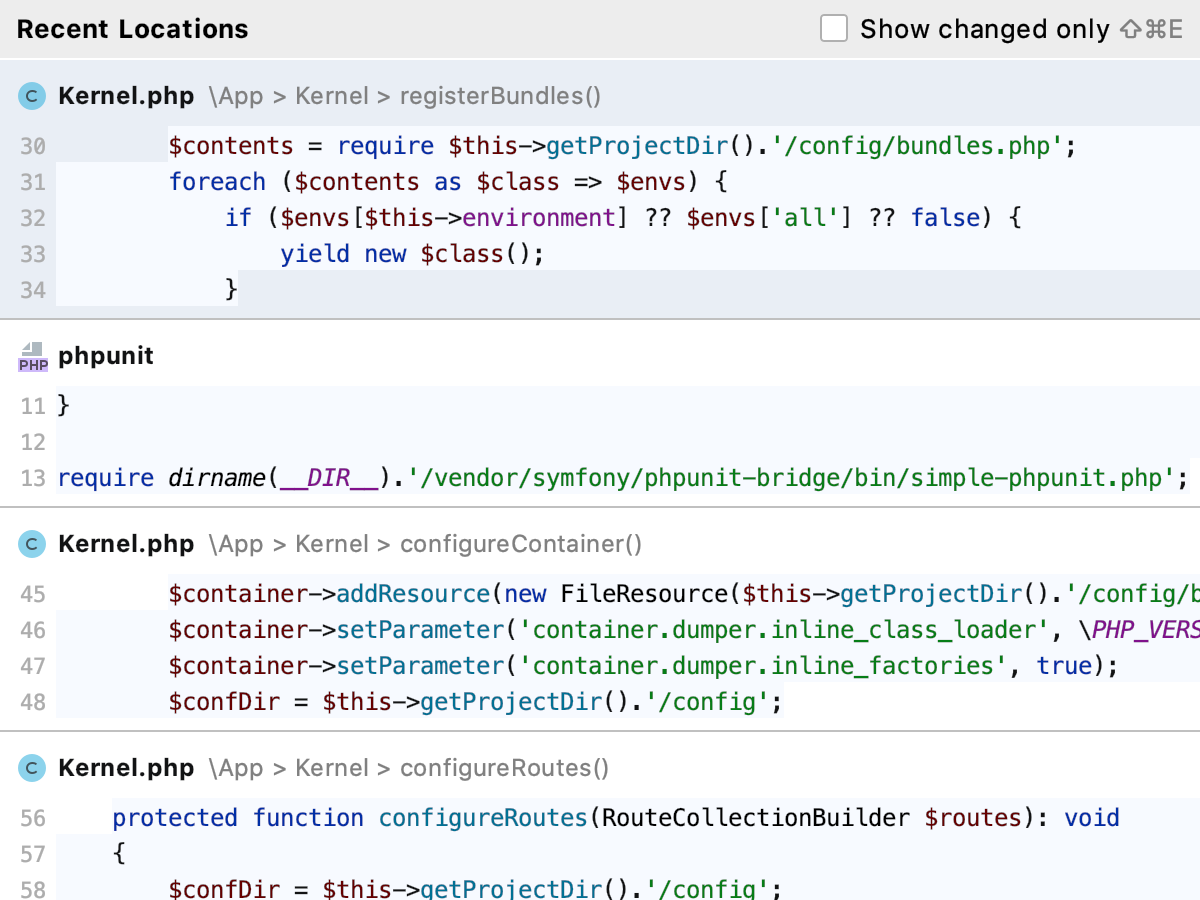 Recent Locations Show changed only ⇧⌘E
C Kernel.php \App > Kernel > registerBundles()
30 $contents = require $this->getProjectDir().'/config/bundles.php';
31 foreach ($contents as $class => $envs) {
32 if ($envs[$this->environment] ?? $envs['all'] ?? false) {
33 yield new $class();
34 }
PHP phpunit
11 }
12
13 require dirname(__DIR__).'/vendor/symfony/phpunit-bridge/bin/simple-phpunit.php';
C Kernel.php \App > Kernel > configureContainer()
45 $container->addResource(new FileResource($this->getProjectDir().'/config/b
46 $container->setParameter('container.dumper.inline_class_loader', \PHP_VERS
47 $container->setParameter('container.dumper.inline_factories', true);
48 $confDir = $this->getProjectDir().'/config';
C Kernel.php \App > Kernel > configureRoutes()
56 protected function configureRoutes(RouteCollectionBuilder $routes): void
57 {
58 $confDir = $this->getProjectDir().'/config';